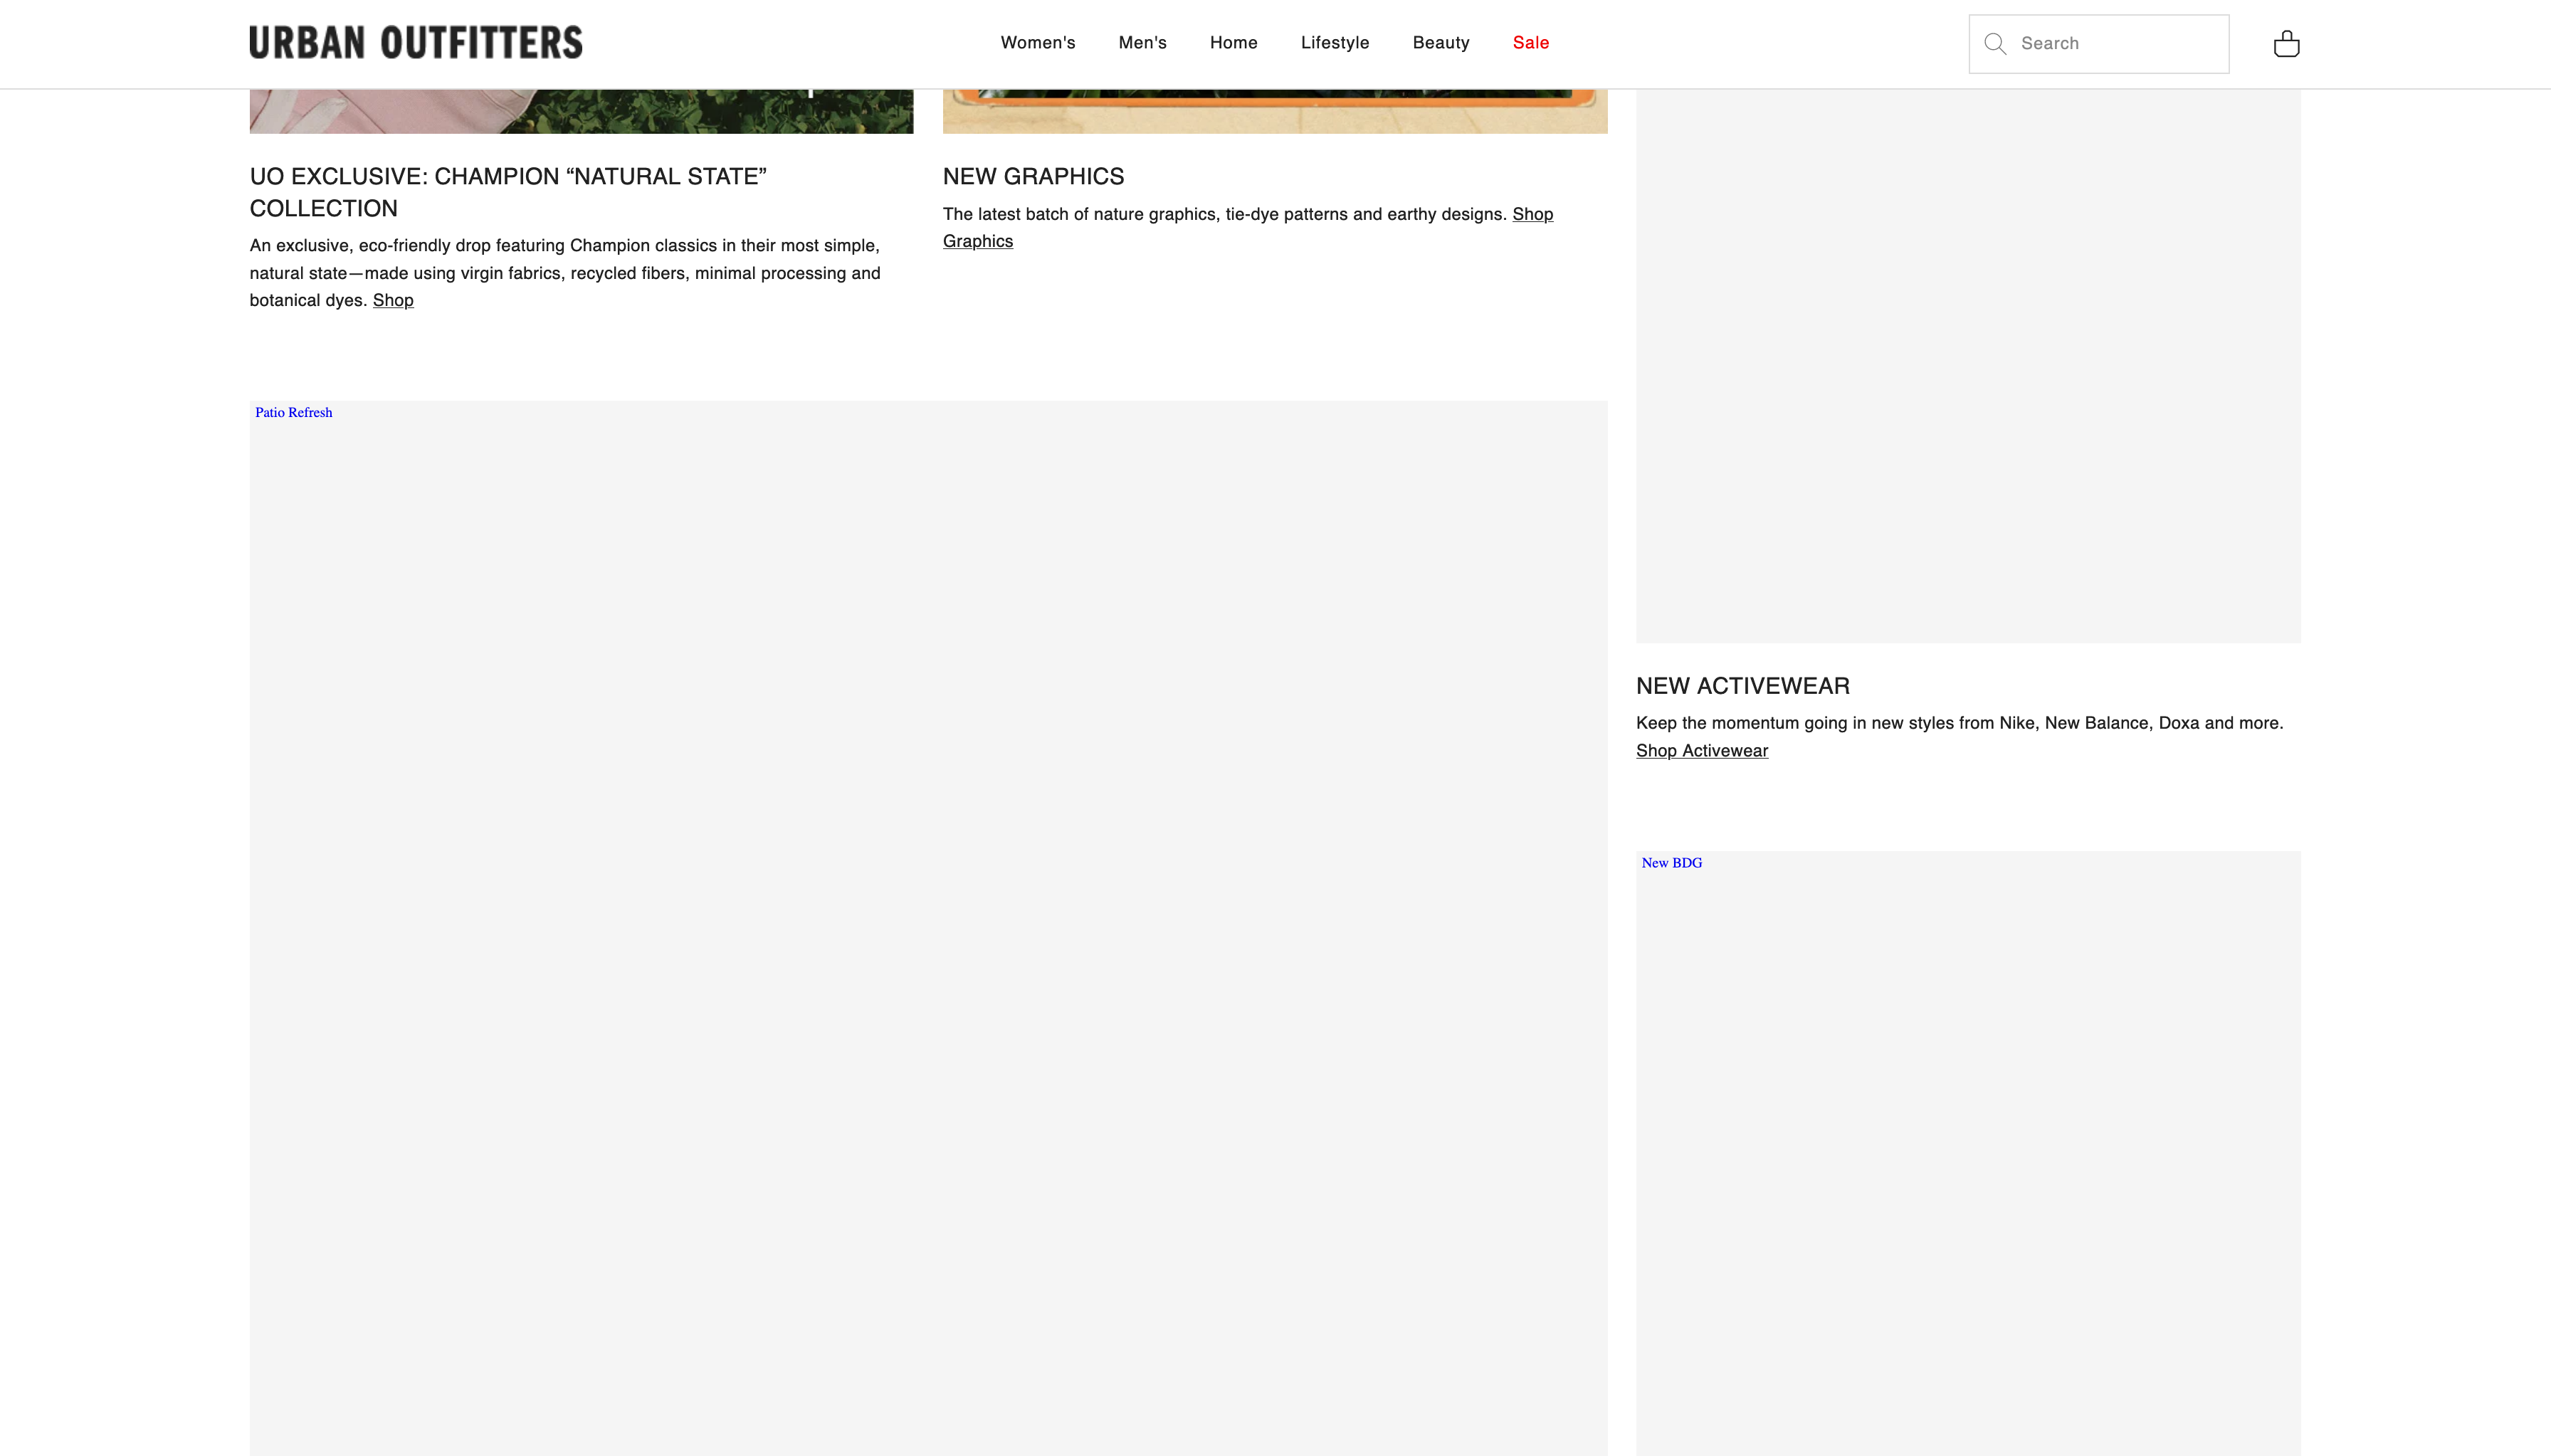 URBAN OUTFITTERS
Women's
Men's
Home
Lifestyle
Beauty
Sale
Search
UO EXCLUSIVE: CHAMPION “NATURAL STATE”
COLLECTION
An exclusive, eco-friendly drop featuring Champion classics in their most simple,
natural state—made using virgin fabrics, recycled fibers, minimal processing and
botanical dyes. Shop
NEW GRAPHICS
The latest batch of nature graphics, tie-dye patterns and earthy designs. Shop
Graphics
Patio Refresh
NEW ACTIVEWEAR
Keep the momentum going in new styles from Nike, New Balance, Doxa and more.
Shop Activewear
New BDG